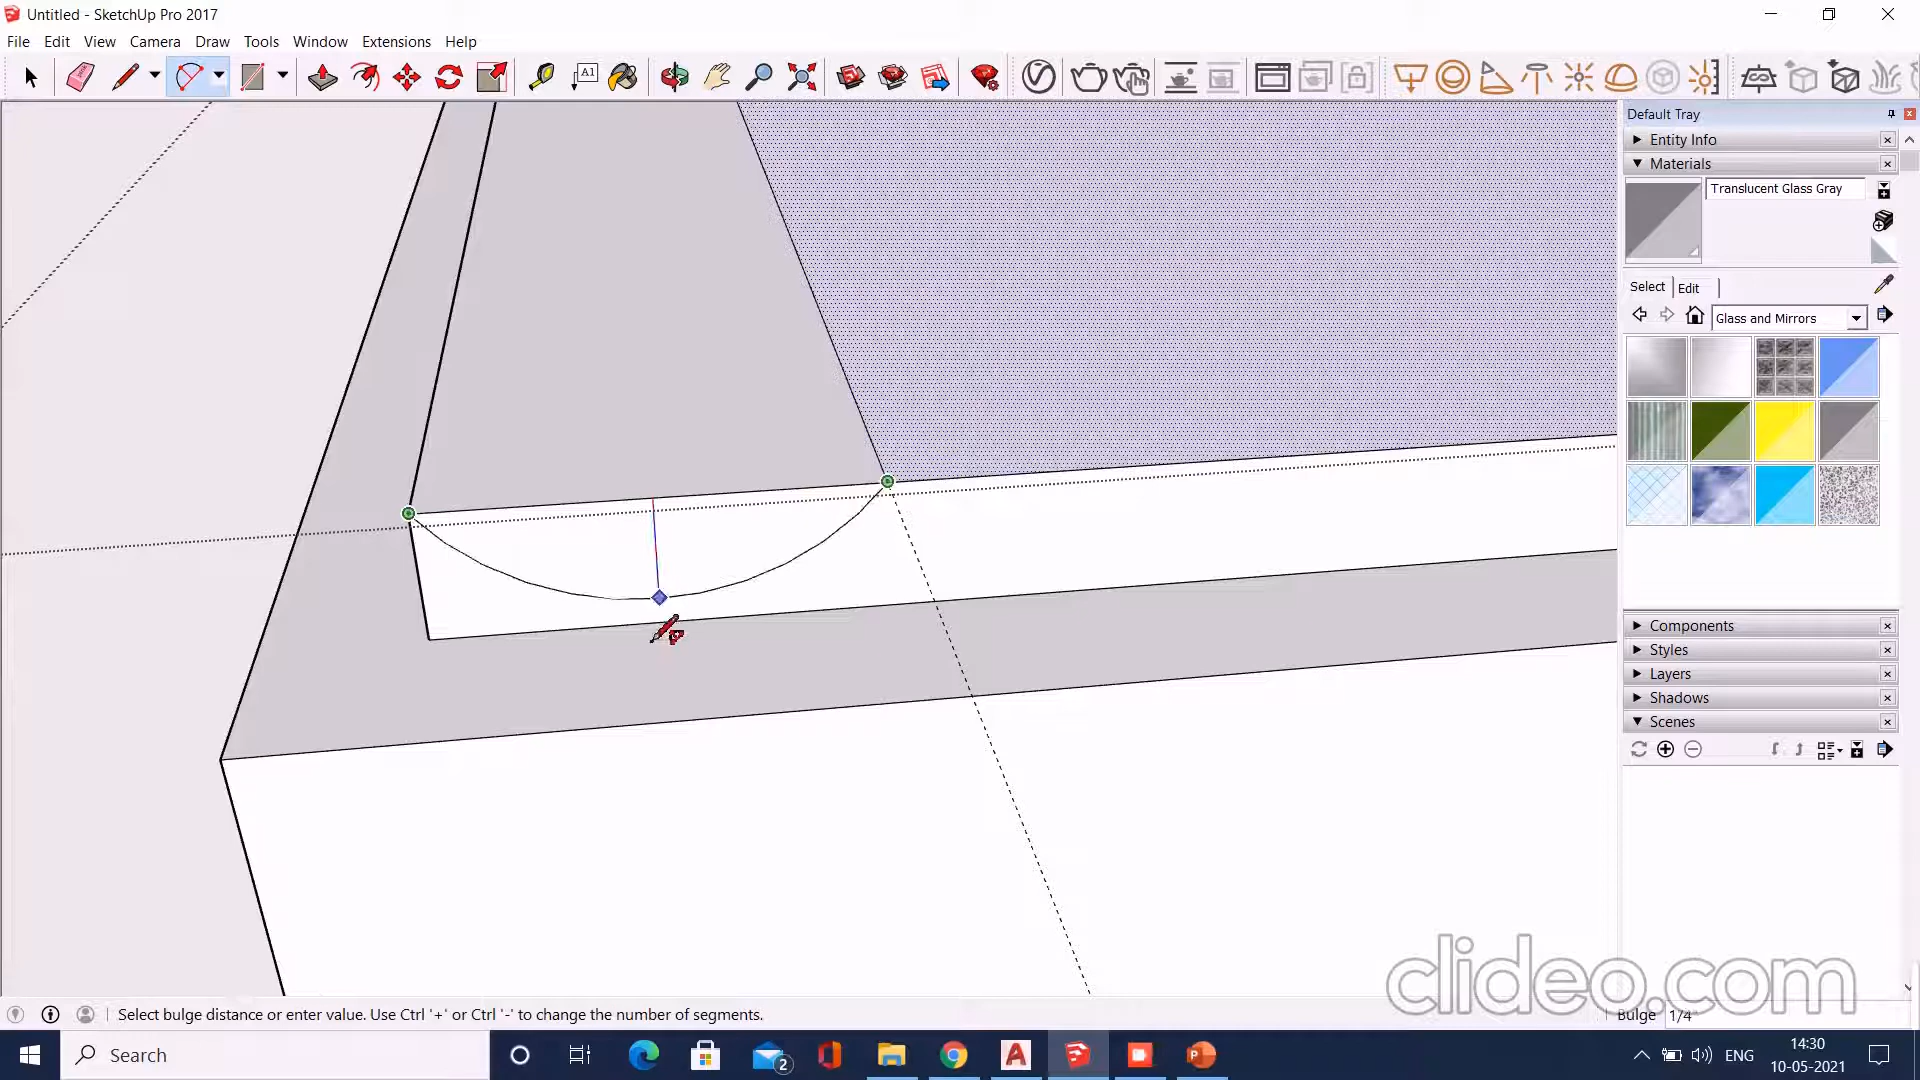 Untitled - SketchUp Pro 2017
File Edit View Camera Draw Tools Window Extensions Help
A1
Default Tray
Entity Info
Materials
Translucent Glass Gray
Select Edit
Glass and Mirrors
Components
Styles
Layers
Shadows
Scenes
clideo.com
Select bulge distance or enter value. Use Ctrl '+' or Ctrl '-' to change the number of segments.
Bulge 1/4"
Search
2
ENG
14:30
10-05-2021